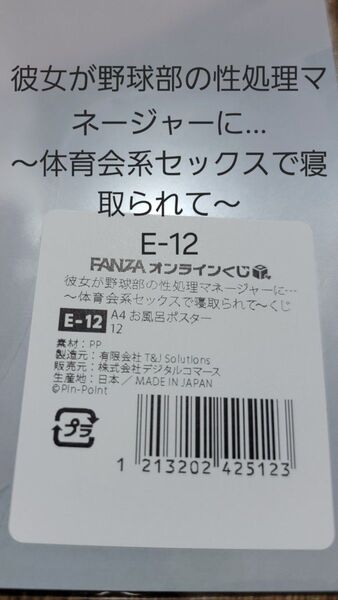 彼女が野球部の性処理マ
ネージャーに...
～体育会系セックスで寝
取られて～
E-12
FANZA オンラインくじ
彼女が野球部の性処理マネージャーに…
～体育会系セックスで寝取られて～くじ
E-12 A4 お風呂ポスター
12
素材：PP
製造元：有限会社 T&J Solutions
販売元：株式会社デジタルコマース
生産地：日本／MADE IN JAPAN
©Pin-Point
プラ
1 213202 425123